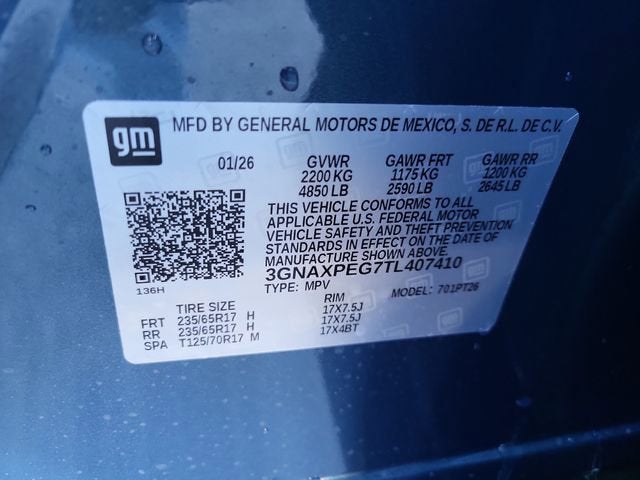 gm
MFD BY GENERAL MOTORS DE MEXICO, S. DE R.L. DE C.V.
01/26 GVWR GAWR FRT GAWR RR
2200 KG 1175 KG 1200 KG
4850 LB 2590 LB 2645 LB
THIS VEHICLE CONFORMS TO ALL
APPLICABLE U.S. FEDERAL MOTOR
VEHICLE SAFETY AND THEFT PREVENTION
STANDARDS IN EFFECT ON THE DATE OF
MANUFACTURE SHOWN ABOVE.
3GNAXPEG7TL407410
136H
TYPE: MPV MODEL: 701PT26
TIRE SIZE RIM
FRT 235/65R17 H 17X7.5J
RR 235/65R17 H 17X7.5J
SPA T125/70R17 M 17X4BT